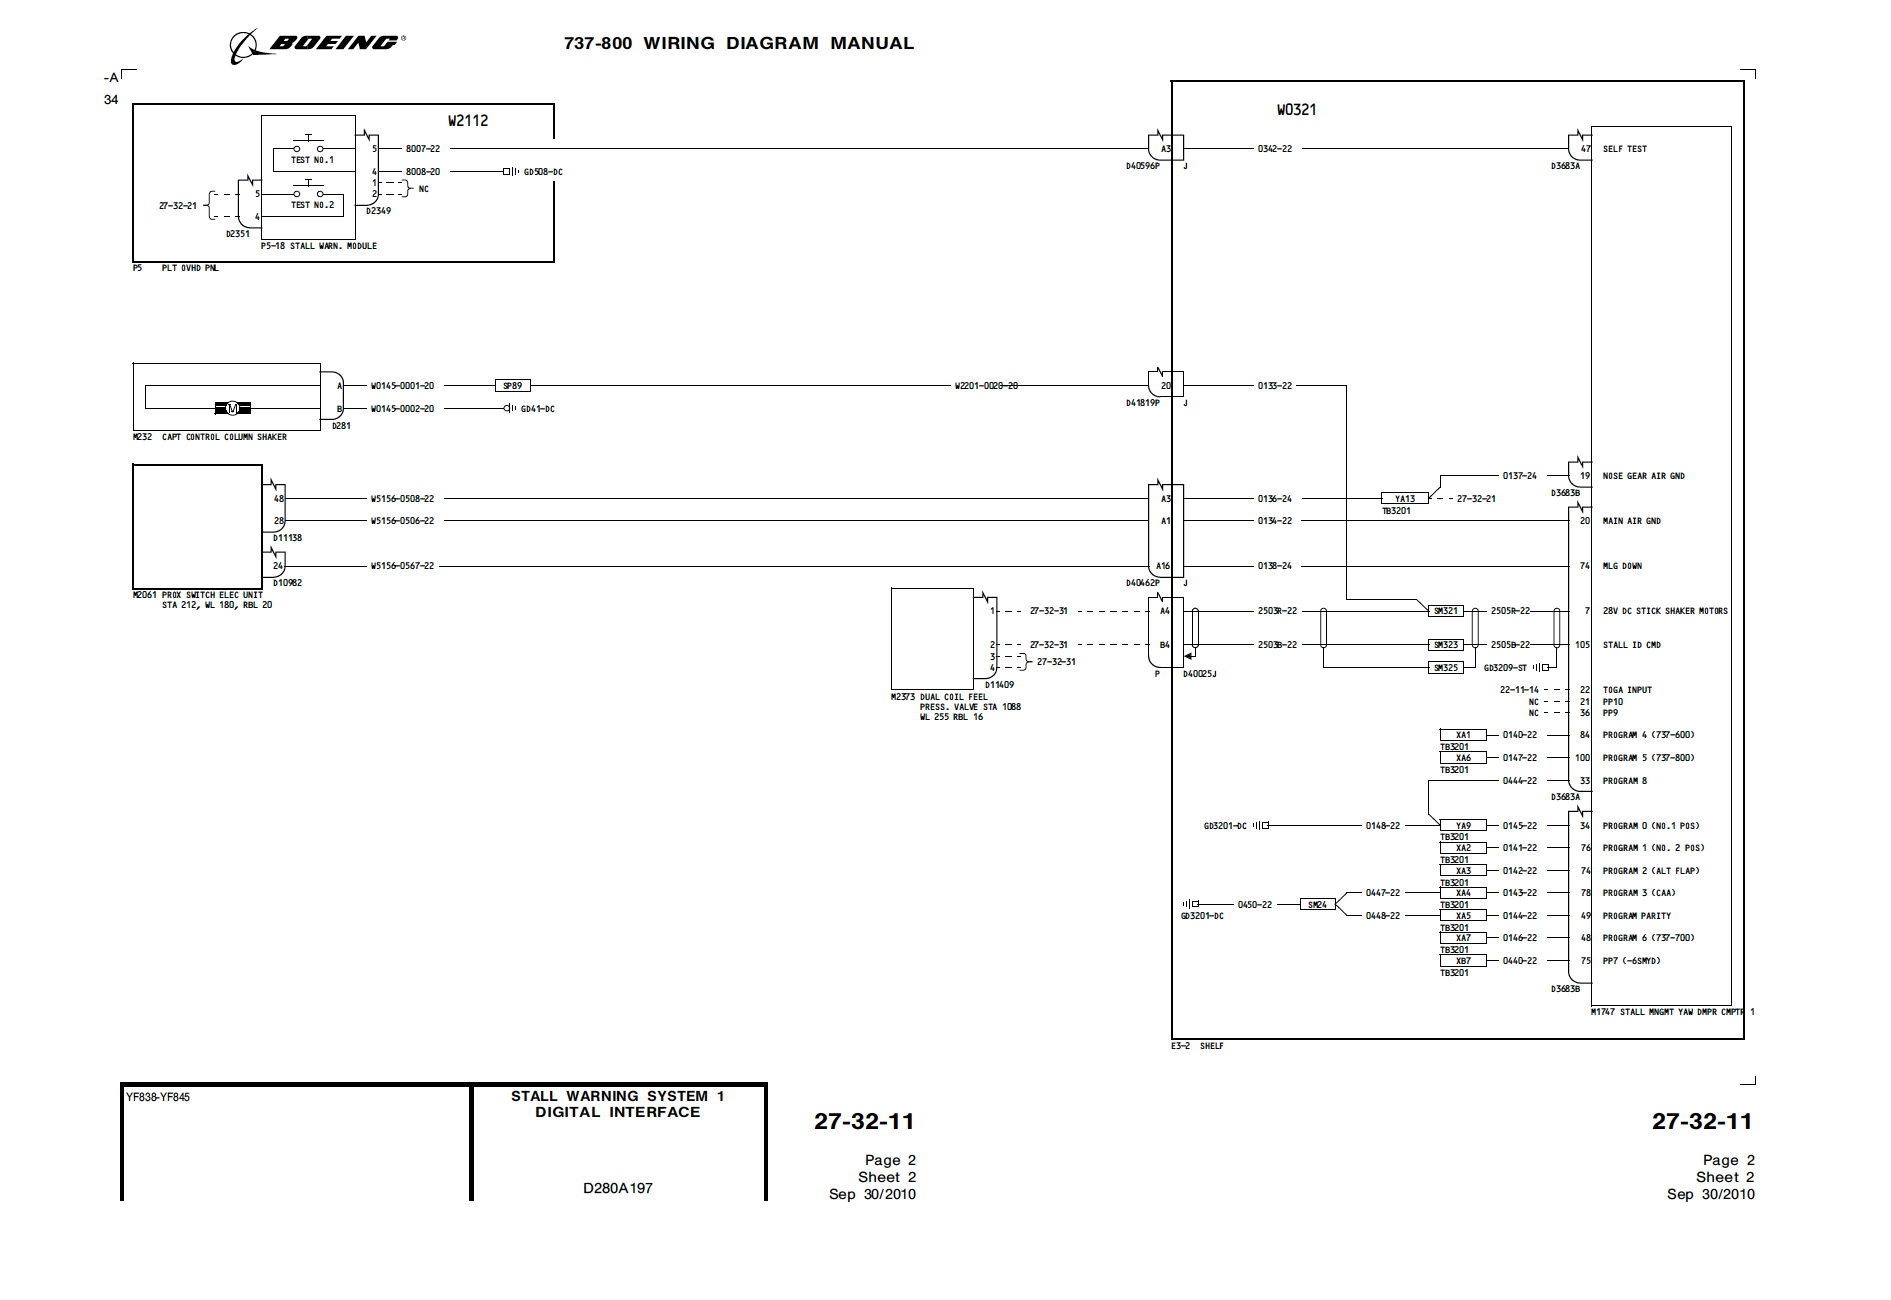 BOEING®
737-800 WIRING DIAGRAM MANUAL
-A
34
W2112
W0321
TEST NO.1
TEST NO.2
5
8007-22
4
8008-20
GD508-DC
1
2
NC
D2349
27-32-21
5
4
D2351
P5-18 STALL WARN. MODULE
P5 PLT OVHD PNL
A3
D40596P J
0342-22
47
SELF TEST
D3683A
A
W0145-0001-20
SP89
W2201-0020-20
20
0133-22
B
W0145-0002-20
GD41-DC
M
D281
D41819P J
M232 CAPT CONTROL COLUMN SHAKER
0137-24
19
NOSE GEAR AIR GND
D3683B
48
W5156-0508-22
A3
0136-24
YA13
27-32-21
TB3201
28
W5156-0506-22
A1
0134-22
20
MAIN AIR GND
D11138
24
W5156-0567-22
A16
0138-24
74
MLG DOWN
D10982
D40462P J
M2061 PROX SWITCH ELEC UNIT
STA 212, WL 180, RBL 20
1
27-32-31
A4
2503R-22
SM321
2505R-22
7
28V DC STICK SHAKER MOTORS
2
27-32-31
B4
2503B-22
SM323
2505B-22
105
STALL ID CMD
3
4
27-32-31
SM325
GD3209-ST
D11409
P D40025J
M2373 DUAL COIL FEEL
PRESS. VALVE STA 1088
WL 255 RBL 16
22-11-14
22
TOGA INPUT
NC
21
PP10
NC
36
PP9
XA1
0140-22
84
PROGRAM 4 (737-600)
TB3201
XA6
0147-22
100
PROGRAM 5 (737-800)
TB3201
0444-22
33
PROGRAM 8
D3683A
GD3201-DC
0148-22
YA9
0145-22
34
PROGRAM 0 (NO.1 POS)
TB3201
XA2
0141-22
76
PROGRAM 1 (NO. 2 POS)
TB3201
XA3
0142-22
74
PROGRAM 2 (ALT FLAP)
TB3201
0447-22
XA4
0143-22
78
PROGRAM 3 (CAA)
TB3201
GD3201-DC
0450-22
SM24
0448-22
XA5
0144-22
49
PROGRAM PARITY
TB3201
XA7
0146-22
48
PROGRAM 6 (737-700)
TB3201
XB7
0440-22
75
PP7 (-6SMYD)
TB3201
D3683B
M1747 STALL MNGMT YAW DMPR CMPTR 1
E3-2 SHELF
YF838-YF845
STALL WARNING SYSTEM 1
DIGITAL INTERFACE
D280A197
27-32-11
Page 2
Sheet 2
Sep 30/2010
27-32-11
Page 2
Sheet 2
Sep 30/2010